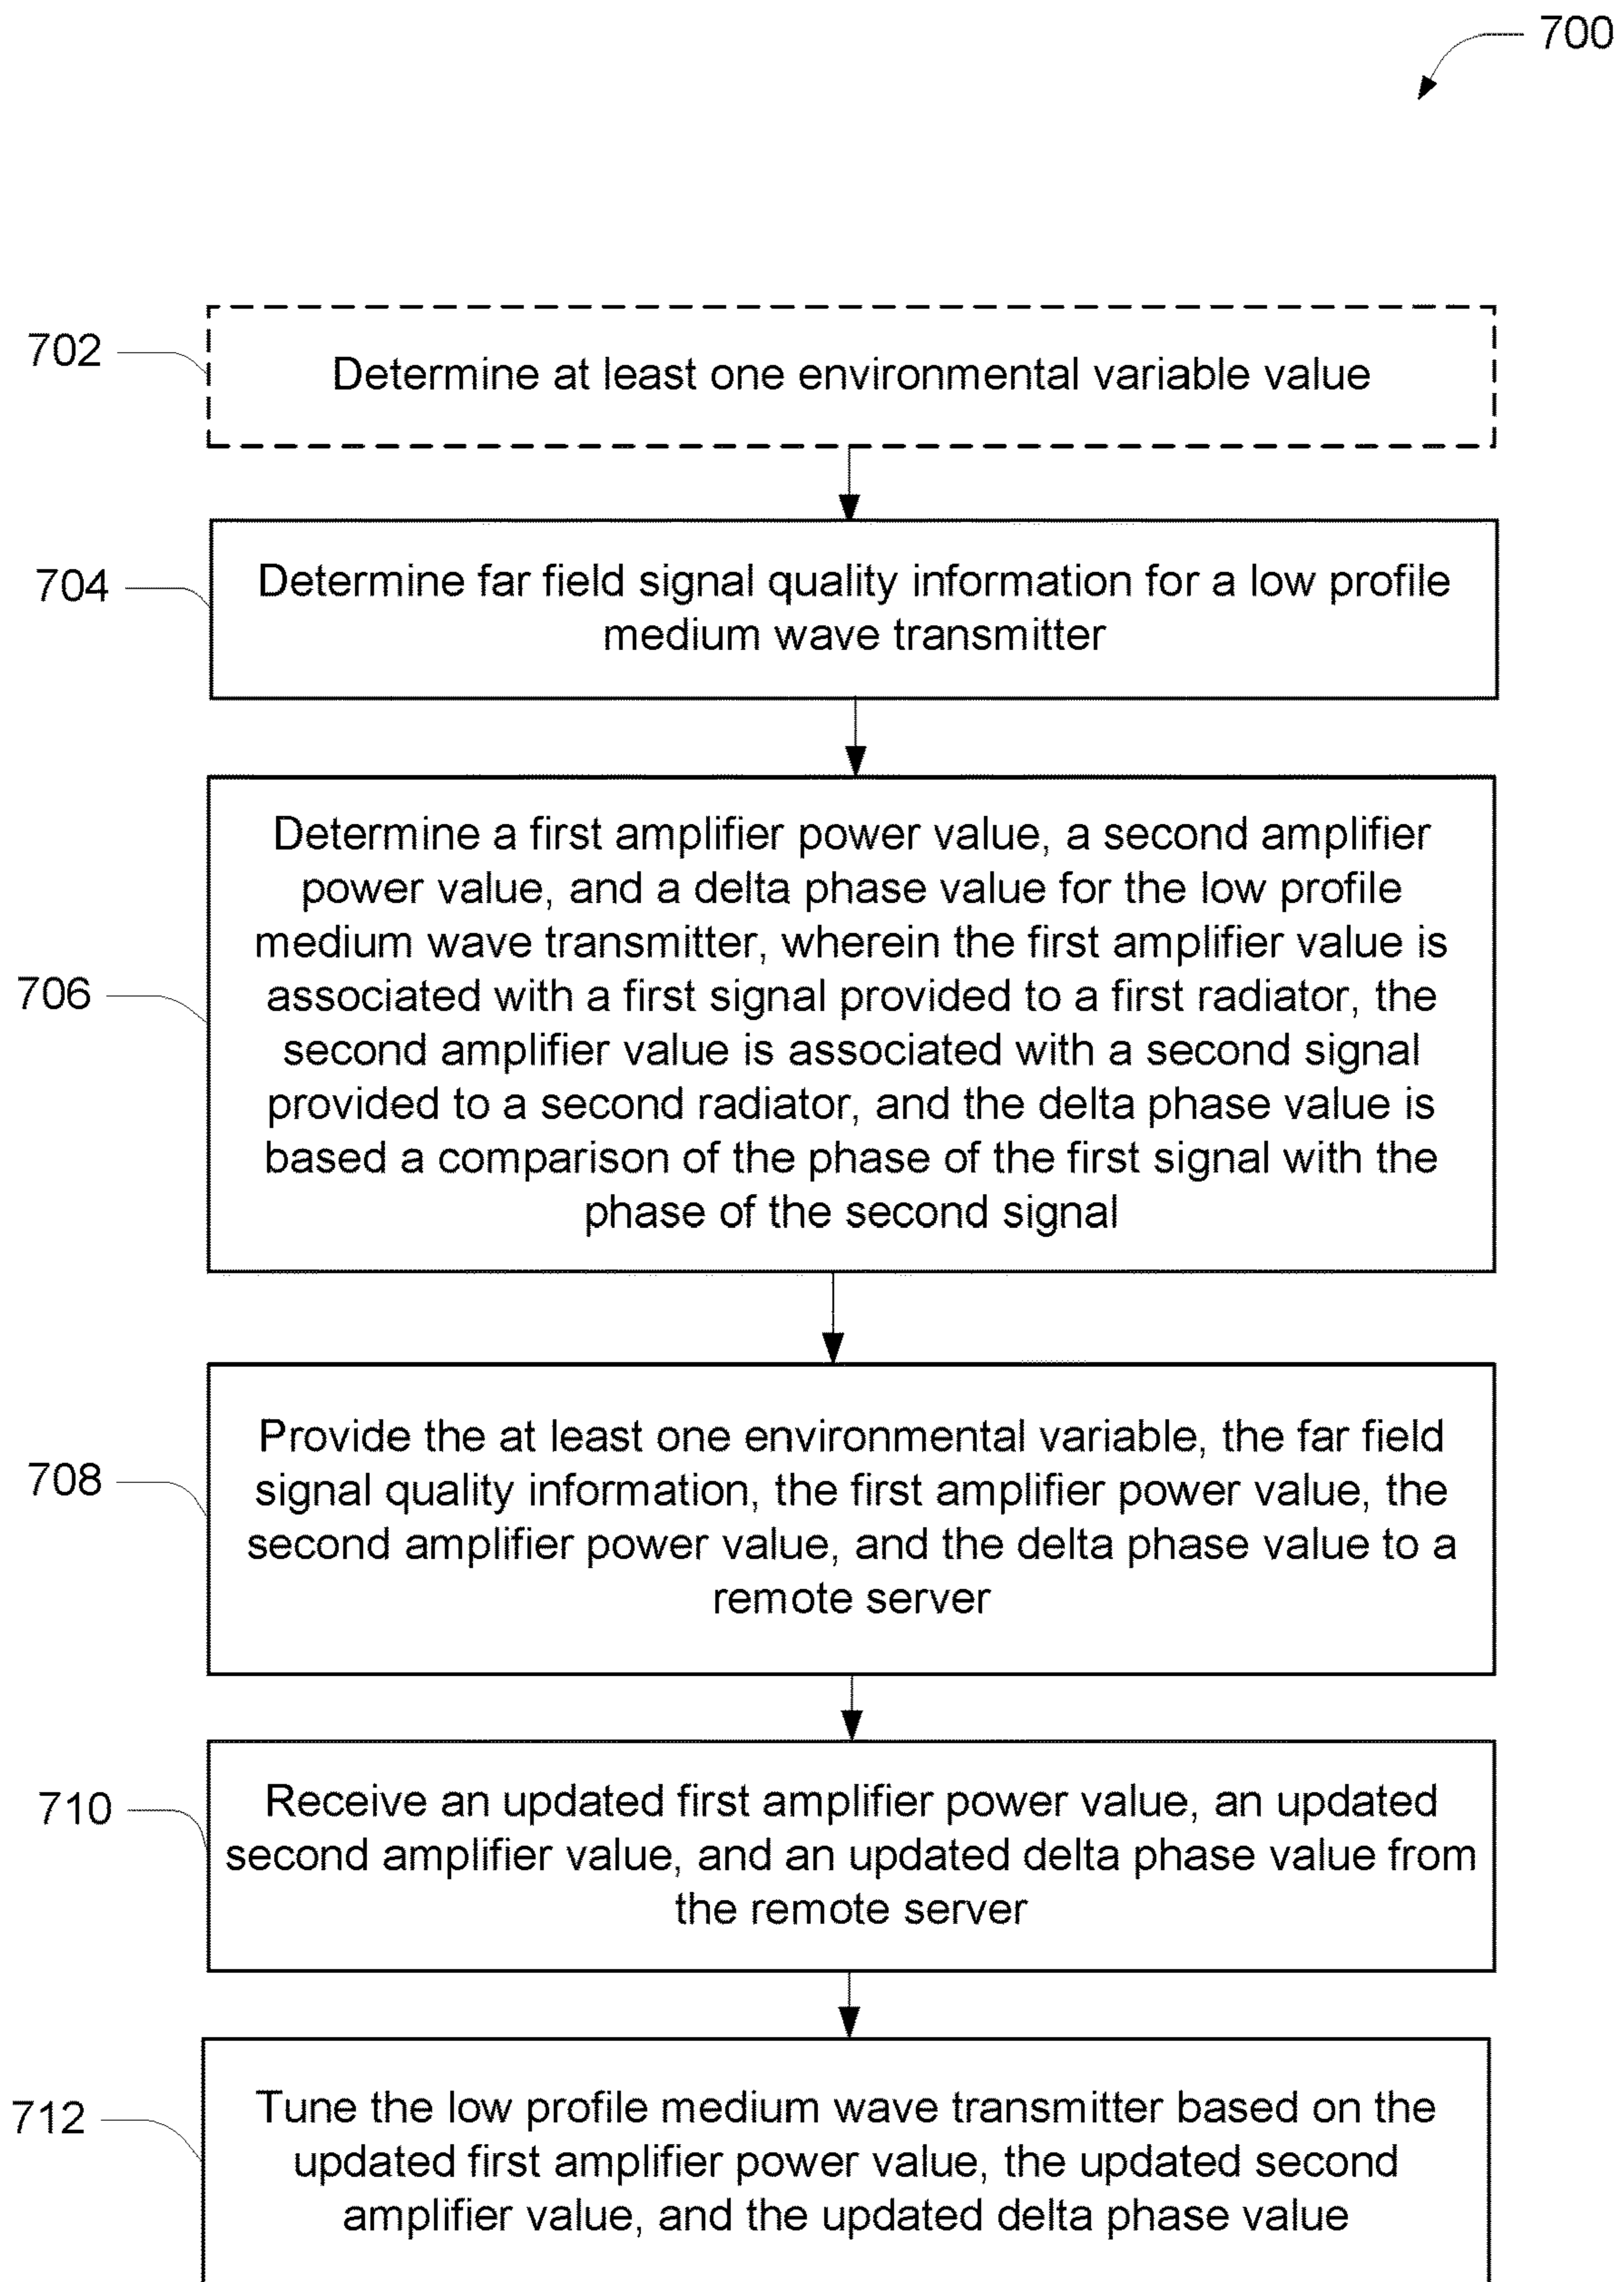 700
702
Determine at least one environmental variable value
704
Determine far field signal quality information for a low profile
medium wave transmitter
706
Determine a first amplifier power value, a second amplifier
power value, and a delta phase value for the low profile
medium wave transmitter, wherein the first amplifier value is
associated with a first signal provided to a first radiator, the
second amplifier value is associated with a second signal
provided to a second radiator, and the delta phase value is
based a comparison of the phase of the first signal with the
phase of the second signal
708
Provide the at least one environmental variable, the far field
signal quality information, the first amplifier power value, the
second amplifier power value, and the delta phase value to a
remote server
710
Receive an updated first amplifier power value, an updated
second amplifier value, and an updated delta phase value from
the remote server
712
Tune the low profile medium wave transmitter based on the
updated first amplifier power value, the updated second
amplifier value, and the updated delta phase value